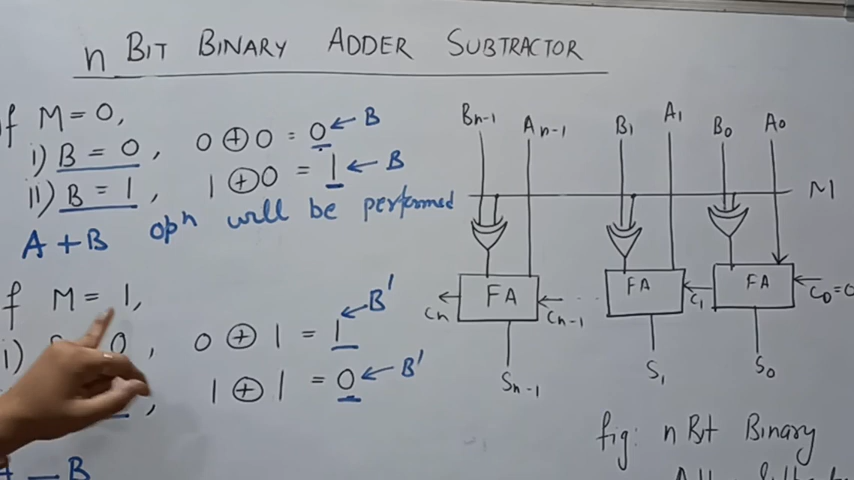 n BIT BINARY ADDER SUBTRACTOR
f M = 0,
i) B = 0, 0 ⊕ 0 = 0 ← B
ii) B = 1, 1 ⊕ 0 = 1 ← B
A + B opⁿ will be performed
f M = 1,
i) 0, 0 ⊕ 1 = 1 ← B'
, 1 ⊕ 1 = 0 ← B'
A - B
Bn-1 An-1 B1 A1 B0 A0
M
FA FA FA
Cn Cn-1 C1 C0=0
Sn-1 S1 S0
fig: n Bit Binary